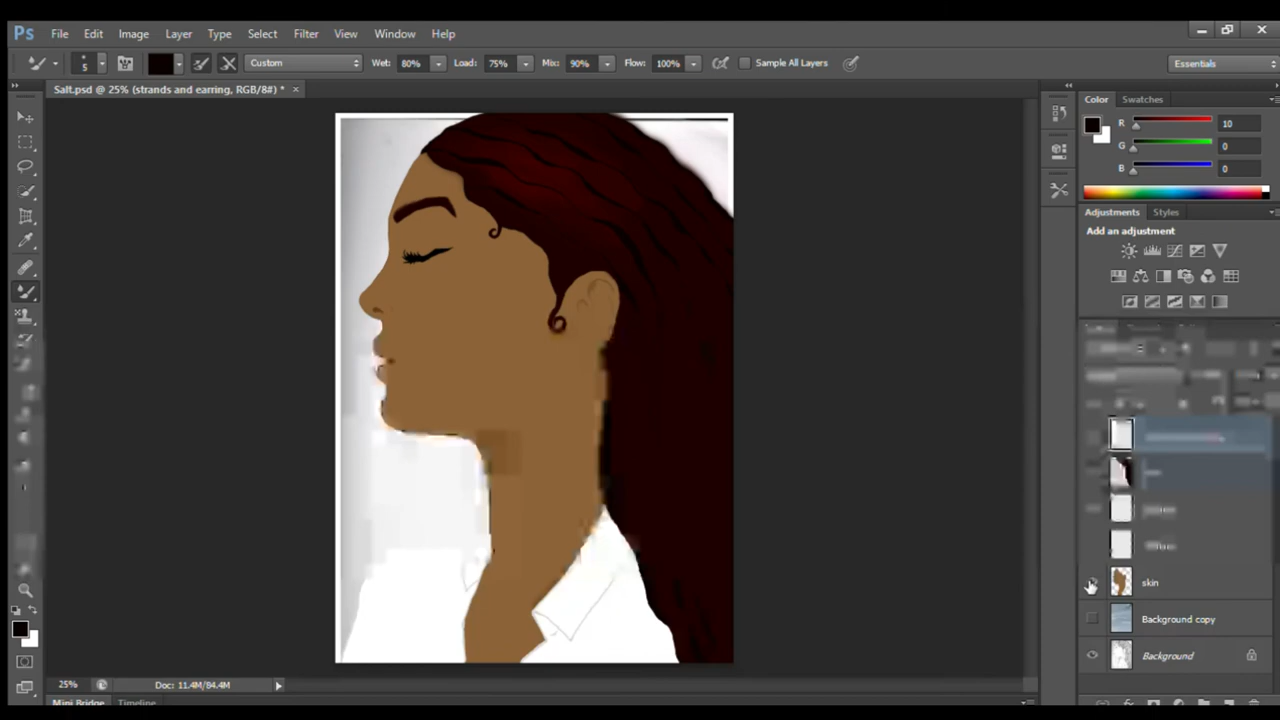 Ps File Edit Image Layer Type Select Filter View Window Help
5 Custom Wet: 80% Load: 75% Mix: 90% Flow: 100% Sample All Layers Essentials
Salt.psd @ 25% (strands and earring, RGB/8#) * ×
Color Swatches
R 10
G 0
B 0
Adjustments Styles
Add an adjustment
skin
Background copy
Background
25% Doc: 11.4M/84.4M
Mini Bridge Timeline